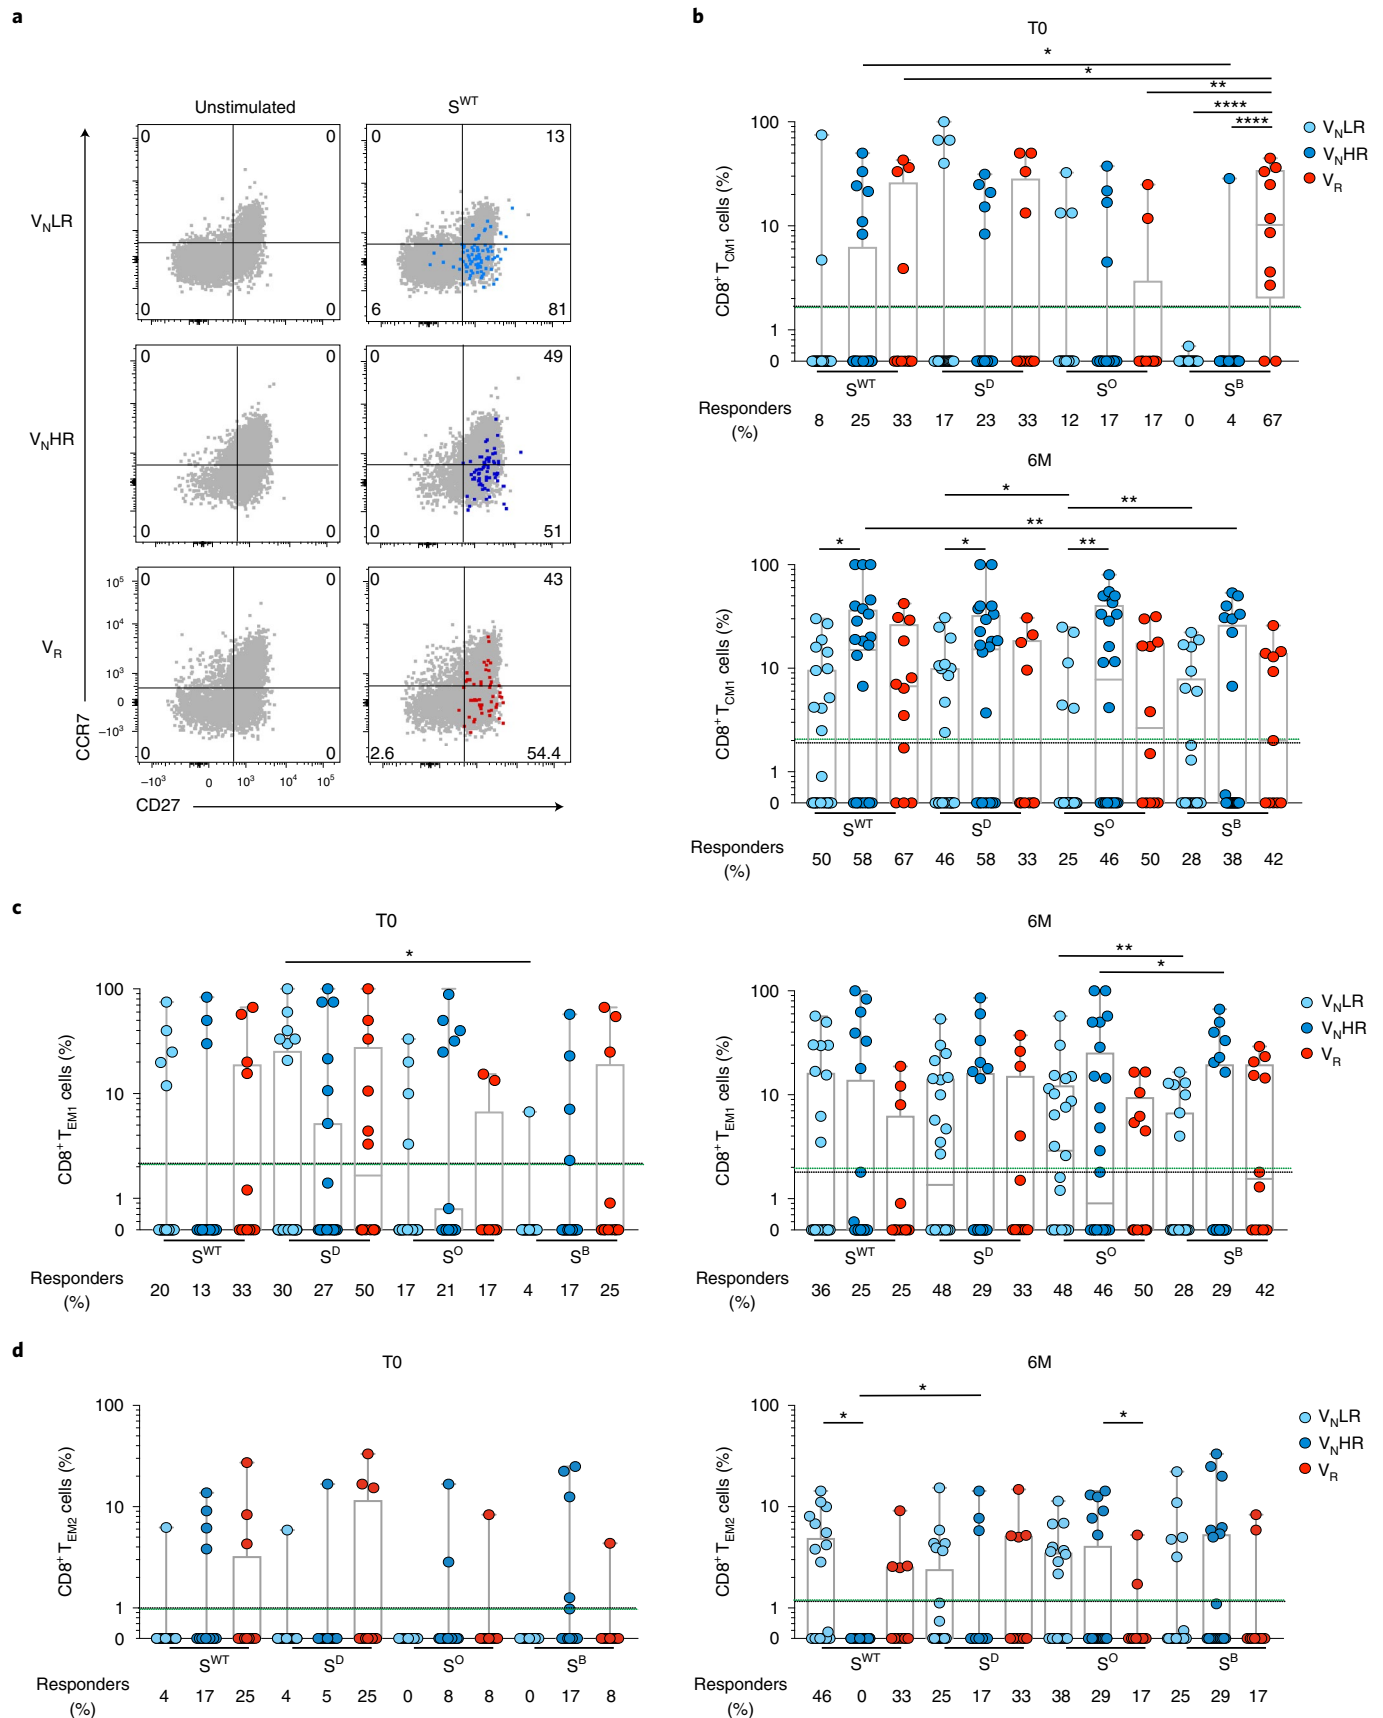 a
Unstimulated
S^WT
V_NLR
0 0
0 0
0 13
6 81
V_NHR
0 0
0 0
0 49
0 51
V_R
0 0
0 0
0 43
2.6 54.4
10^5
10^4
10^3
0
−10^3
−10^3 0 10^3 10^4 10^5
CCR7
CD27
b
T0
*
*
**
****
****
V_NLR
V_NHR
V_R
CD8+ T_CM1 cells (%)
100
10
1
0
S^WT S^D S^O S^B
Responders (%) 8 25 33 17 23 33 12 17 17 0 4 67
6M
* **
**
* * **
CD8+ T_CM1 cells (%)
100
10
1
0
S^WT S^D S^O S^B
Responders (%) 50 58 67 46 58 33 25 46 50 28 38 42
c
T0
*
CD8+ T_EM1 cells (%)
100
10
1
0
S^WT S^D S^O S^B
Responders (%) 20 13 33 30 27 50 17 21 17 4 17 25
6M
**
*
V_NLR
V_NHR
V_R
CD8+ T_EM1 cells (%)
100
10
1
0
S^WT S^D S^O S^B
Responders (%) 36 25 25 48 29 33 48 46 50 28 29 42
d
T0
CD8+ T_EM2 cells (%)
100
10
1
0
S^WT S^D S^O S^B
Responders (%) 4 17 25 4 5 25 0 8 8 0 17 8
6M
*
* *
V_NLR
V_NHR
V_R
CD8+ T_EM2 cells (%)
100
10
1
0
S^WT S^D S^O S^B
Responders (%) 46 0 33 25 17 33 38 29 17 25 29 17